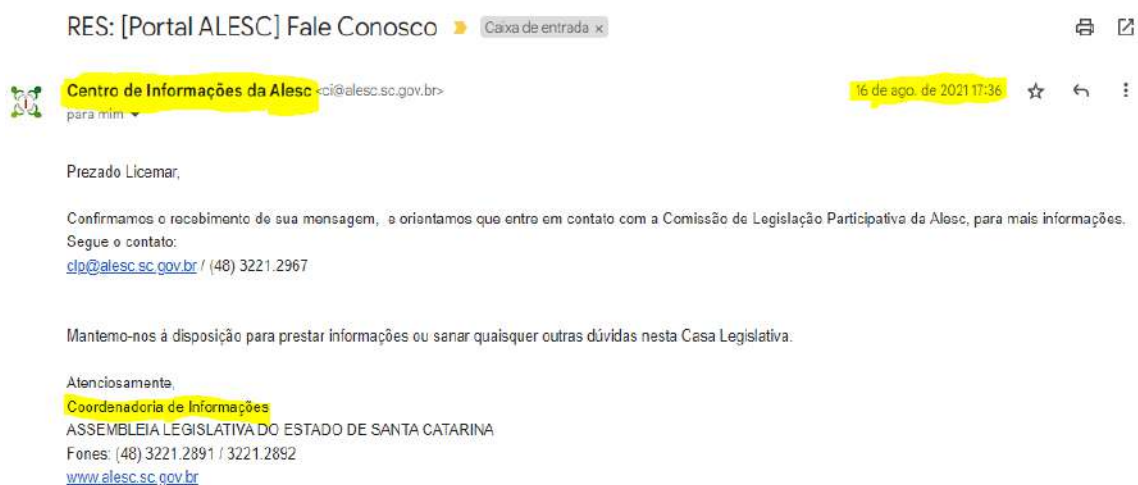 RES: [Portal ALESC] Fale Conosco Caixa de entrada x
Centro de Informações da Alesc <ci@alesc.sc.gov.br> 16 de ago. de 2021 17:36
para mim
Prezado Licemar,
Confirmamos o recebimento de sua mensagem, e orientamos que entre em contato com a Comissão de Legislação Participativa da Alesc, para mais informações.
Segue o contato:
clp@alesc.sc.gov.br / (48) 3221.2967
Mantemo-nos à disposição para prestar informações ou sanar quaisquer outras dúvidas nesta Casa Legislativa.
Atenciosamente,
Coordenadoria de Informações
ASSEMBLEIA LEGISLATIVA DO ESTADO DE SANTA CATARINA
Fones: (48) 3221.2891 / 3221.2892
www.alesc.sc.gov.br